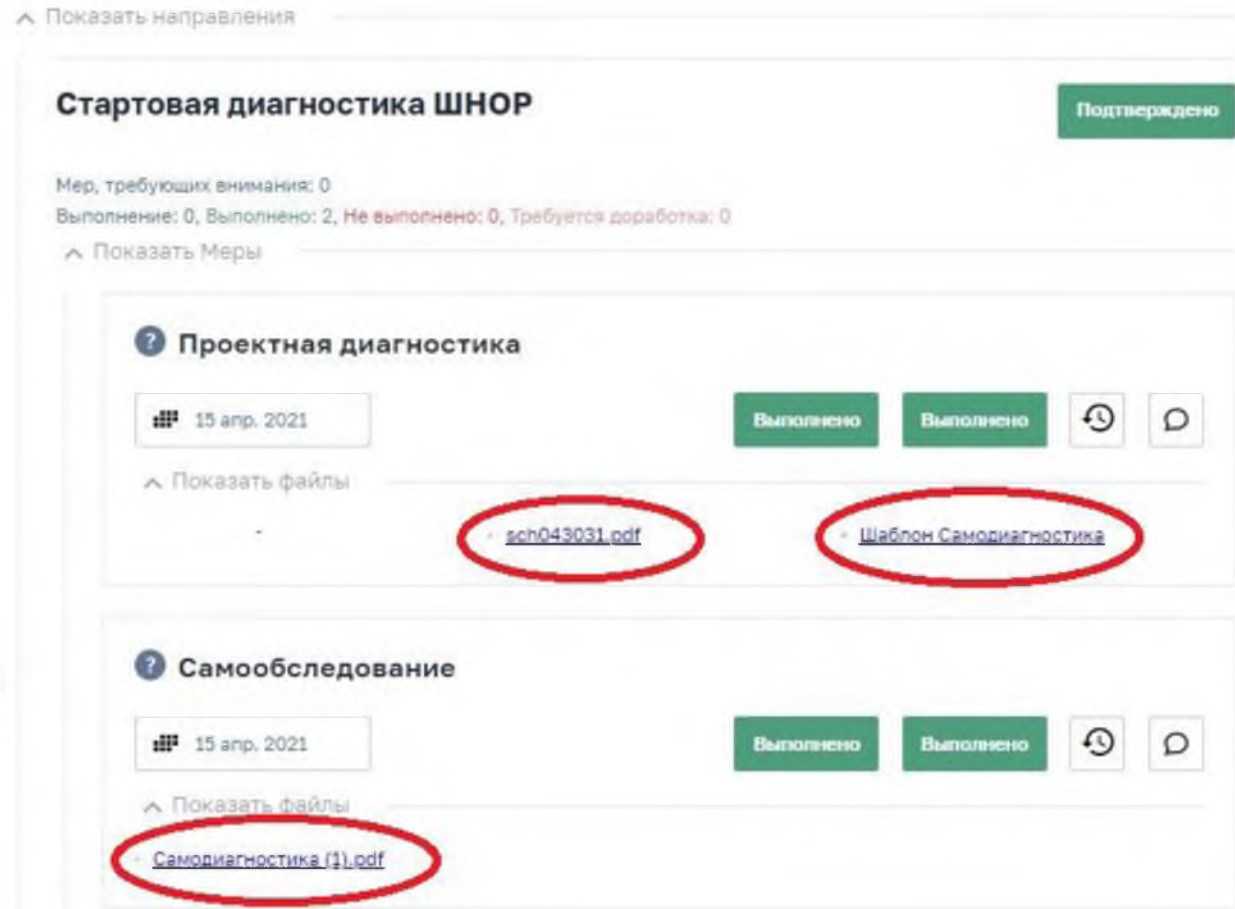 Показать направления
Стартовая диагностика ШНОР
Подтверждено
Мер, требующих внимания: 0
Выполнение: 0, Выполнено: 2, Не выполнено: 0, Требуется доработка: 0
Показать Меры
? Проектная диагностика
15 апр. 2021 Выполнено Выполнено
Показать файлы
- sch043031.pdf Шаблон Самодиагностика
? Самообследование
15 апр. 2021 Выполнено Выполнено
Показать файлы
Самодиагностика (1).pdf